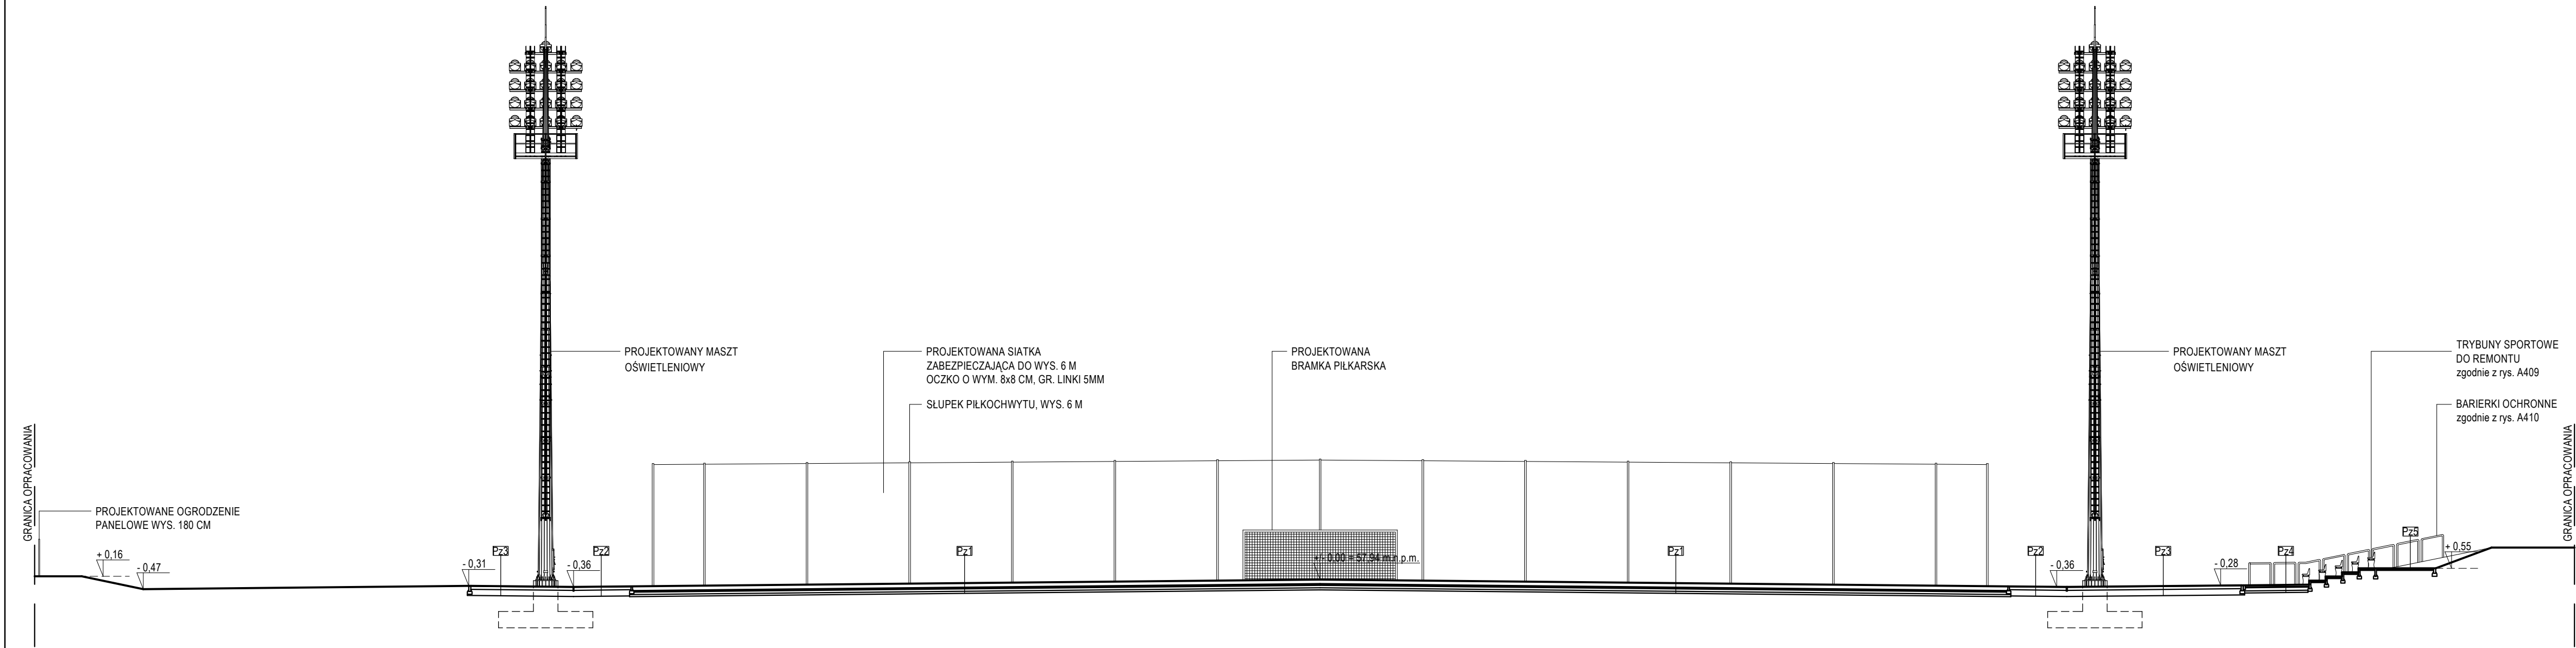 PROJEKTOWANY MASZT
OŚWIETLENIOWY
PROJEKTOWANA SIATKA
ZABEZPIECZAJĄCA DO WYS. 6 M
OCZKO O WYM. 8x8 CM, GR. LINKI 5MM
SŁUPEK PIŁKOCHWYTU, WYS. 6 M
PROJEKTOWANA
BRAMKA PIŁKARSKA
PROJEKTOWANY MASZT
OŚWIETLENIOWY
TRYBUNY SPORTOWE
DO REMONTU
zgodnie z rys. A409
BARIERKI OCHRONNE
zgodnie z rys. A410
GRANICA OPRACOWANIA
PROJEKTOWANE OGRODZENIE
PANELOWE WYS. 180 CM
+ 0,16
- 0,47
- 0,31
Pz3
- 0,36
Pz2
Pz1
+/- 0,00 = 57,94 m n.p.m.
Pz1
Pz2
- 0,36
Pz3
- 0,28
Pz4
Pz5
+ 0,55
GRANICA OPRACOWANIA